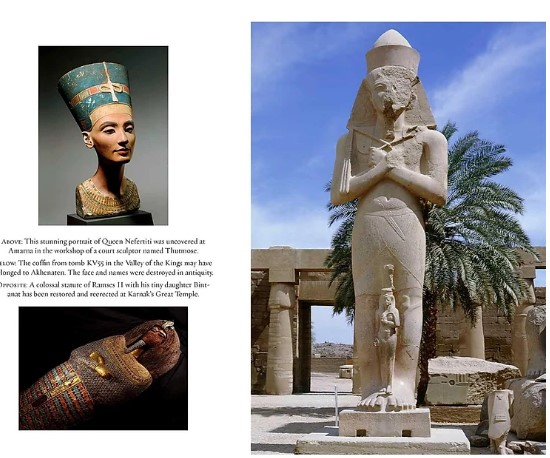 Above: This stunning portrait of Queen Nefertiti was uncovered at
Amarna in the workshop of a court sculptor named Thutmose.
elow: The coffin from tomb KV55 in the Valley of the Kings may have
longed to Akhenaten. The face and names were destroyed in antiquity.
pposite: A colossal statue of Ramses II with his tiny daughter Bint-
anat has been restored and reerected at Karnak's Great Temple.